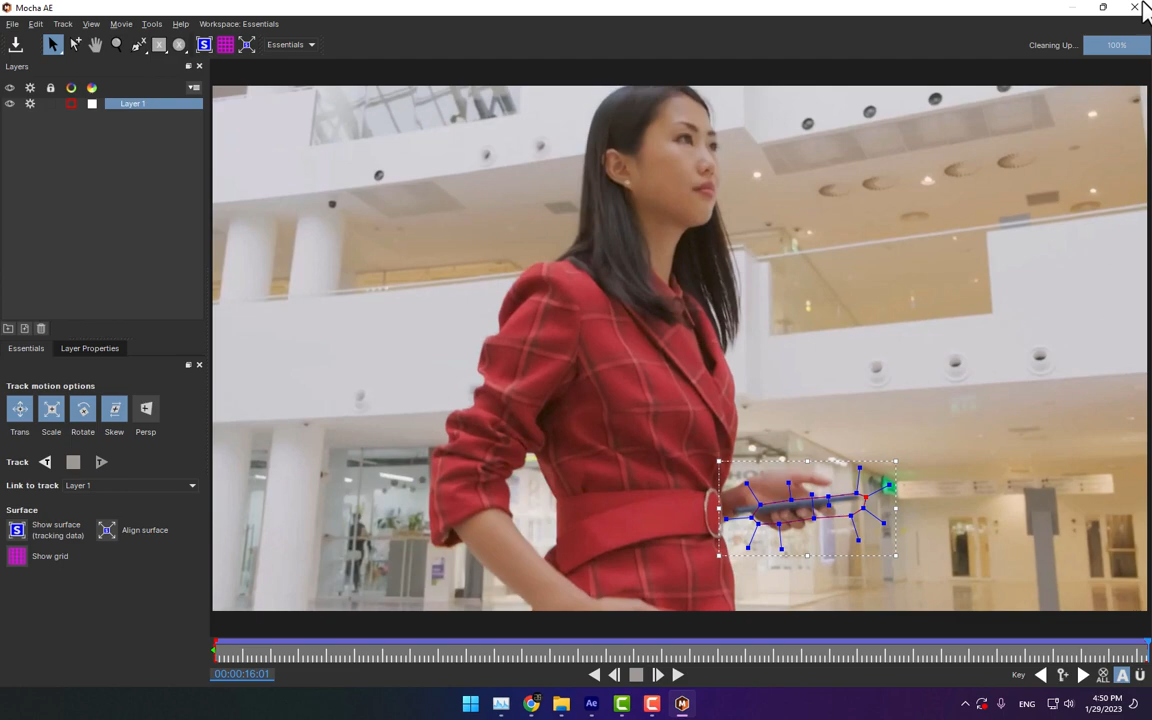 Mocha AE
File Edit Track View Movie Tools Help Workspace: Essentials
Essentials
Cleaning Up...
100%
Layers
Layer 1
Essentials Layer Properties
Track motion options
Trans Scale Rotate Skew Persp
Track
Link to track Layer 1
Surface
Show surface (tracking data)
Align surface
Show grid
00:00:16:01
Key
ALL
A
Ü
ENG
4:50 PM
1/29/2023